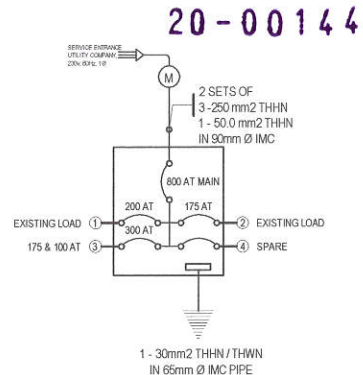 20-00144
SERVICE ENTRANCE
UTILITY COMPANY,
230v, 60Hz, 1Ø
M
2 SETS OF
3 -250 mm2 THHN
1 - 50.0 mm2 THHN
IN 90mm Ø IMC
800 AT MAIN
200 AT
175 AT
EXISTING LOAD
1
2
EXISTING LOAD
300 AT
175 & 100 AT
3
4
SPARE
1 - 30mm2 THHN / THWN
IN 65mm Ø IMC PIPE